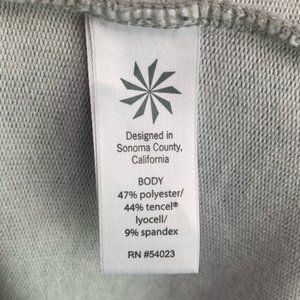 Designed in
Sonoma County,
California
BODY
47% polyester/
44% tencel®
lyocell/
9% spandex
RN #54023